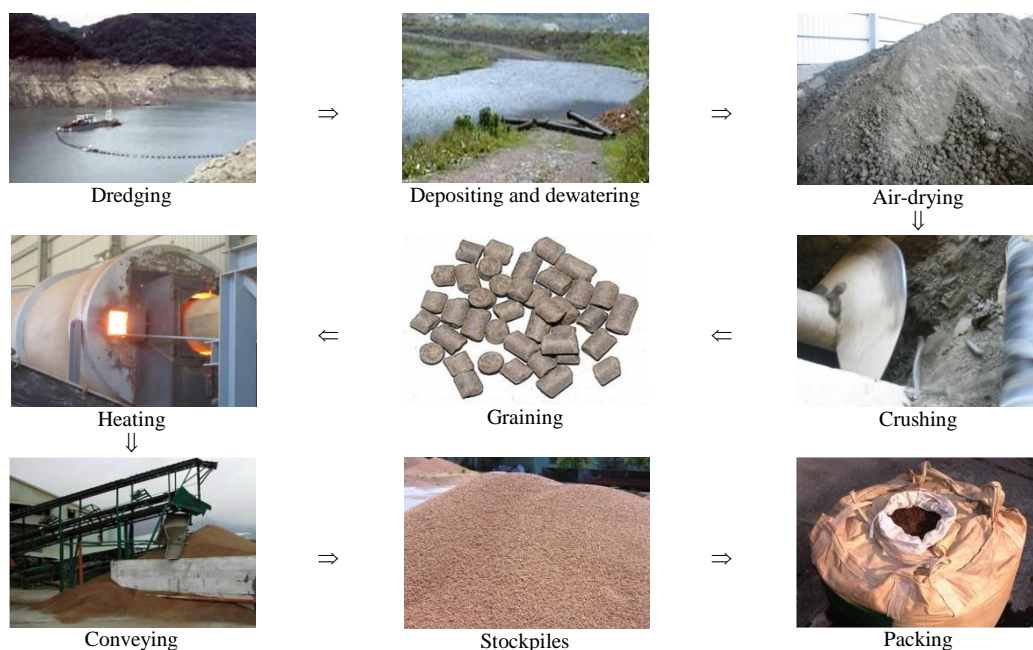 ⇒ ⇒
Dredging Depositing and dewatering Air-drying
⇓
⇐ ⇐
Heating Graining Crushing
⇓
⇒ ⇒
Conveying Stockpiles Packing